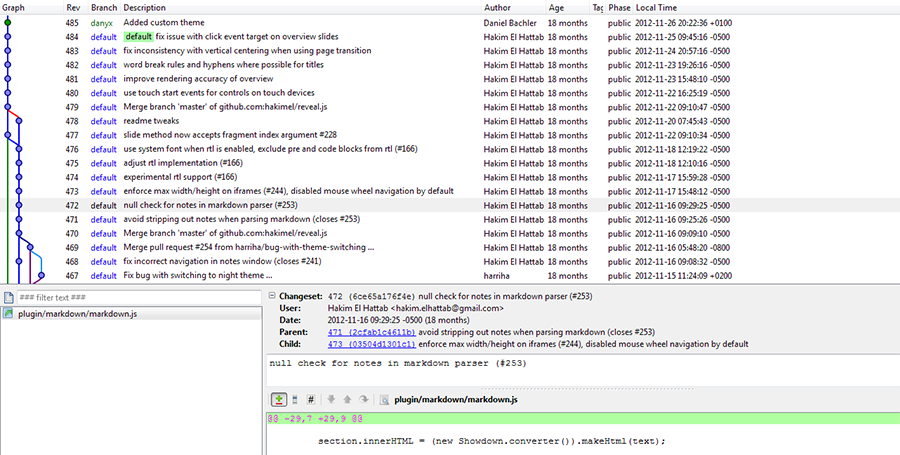 Graph Rev Branch Description Author Age Tag Phase Local Time
485 danyx Added custom theme Daniel Bachler 18 months public 2012-11-26 20:22:36 +0100
484 default default fix issue with click event target on overview slides Hakim El Hattab 18 months public 2012-11-25 09:45:16 -0500
483 default fix inconsistency with vertical centering when using page transition Hakim El Hattab 18 months public 2012-11-24 20:57:16 -0500
482 default word break rules and hyphens where possible for titles Hakim El Hattab 18 months public 2012-11-23 19:26:16 -0500
481 default improve rendering accuracy of overview Hakim El Hattab 18 months public 2012-11-23 15:48:10 -0500
480 default use touch start events for controls on touch devices Hakim El Hattab 18 months public 2012-11-22 16:25:19 -0500
479 default Merge branch 'master' of github.com:hakimel/reveal.js Hakim El Hattab 18 months public 2012-11-22 09:10:47 -0500
478 default readme tweaks Hakim El Hattab 18 months public 2012-11-20 07:45:43 -0500
477 default slide method now accepts fragment index argument #228 Hakim El Hattab 18 months public 2012-11-22 09:10:34 -0500
476 default use system font when rtl is enabled, exclude pre and code blocks from rtl (#166) Hakim El Hattab 18 months public 2012-11-18 12:19:22 -0500
475 default adjust rtl implementation (#166) Hakim El Hattab 18 months public 2012-11-18 12:10:16 -0500
474 default experimental rtl support (#166) Hakim El Hattab 18 months public 2012-11-17 15:59:28 -0500
473 default enforce max width/height on iframes (#244), disabled mouse wheel navigation by default Hakim El Hattab 18 months public 2012-11-17 15:48:12 -0500
472 default null check for notes in markdown parser (#253) Hakim El Hattab 18 months public 2012-11-16 09:29:25 -0500
471 default avoid stripping out notes when parsing markdown (closes #253) Hakim El Hattab 18 months public 2012-11-16 09:25:26 -0500
470 default Merge branch 'master' of github.com:hakimel/reveal.js Hakim El Hattab 18 months public 2012-11-16 09:09:10 -0500
469 default Merge pull request #254 from harriha/bug-with-theme-switching ... Hakim El Hattab 18 months public 2012-11-16 05:48:20 -0800
468 default fix incorrect navigation in notes window (closes #241) Hakim El Hattab 18 months public 2012-11-16 09:08:32 -0500
467 default Fix bug with switching to night theme ... harriha 18 months public 2012-11-15 11:24:09 +0200
### filter text ###
plugin/markdown/markdown.js
Changeset: 472 (6ce65a176f4e) null check for notes in markdown parser (#253)
User: Hakim El Hattab <hakim.elhattab@gmail.com>
Date: 2012-11-16 09:29:25 -0500 (18 months)
Parent: 471 (2cfab1c4611b) avoid stripping out notes when parsing markdown (closes #253)
Child: 473 (03504d1301c1) enforce max width/height on iframes (#244), disabled mouse wheel navigation by default
null check for notes in markdown parser (#253)
# plugin/markdown/markdown.js
@@ -29,7 +29,9 @@
section.innerHTML = (new Showdown.converter()).makeHtml(text);